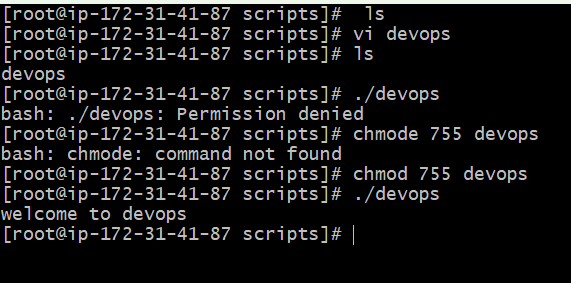 [root@ip-172-31-41-87 scripts]#  ls
[root@ip-172-31-41-87 scripts]# vi devops
[root@ip-172-31-41-87 scripts]# ls
devops
[root@ip-172-31-41-87 scripts]# ./devops
bash: ./devops: Permission denied
[root@ip-172-31-41-87 scripts]# chmode 755 devops
bash: chmode: command not found
[root@ip-172-31-41-87 scripts]# chmod 755 devops
[root@ip-172-31-41-87 scripts]# ./devops
welcome to devops
[root@ip-172-31-41-87 scripts]#